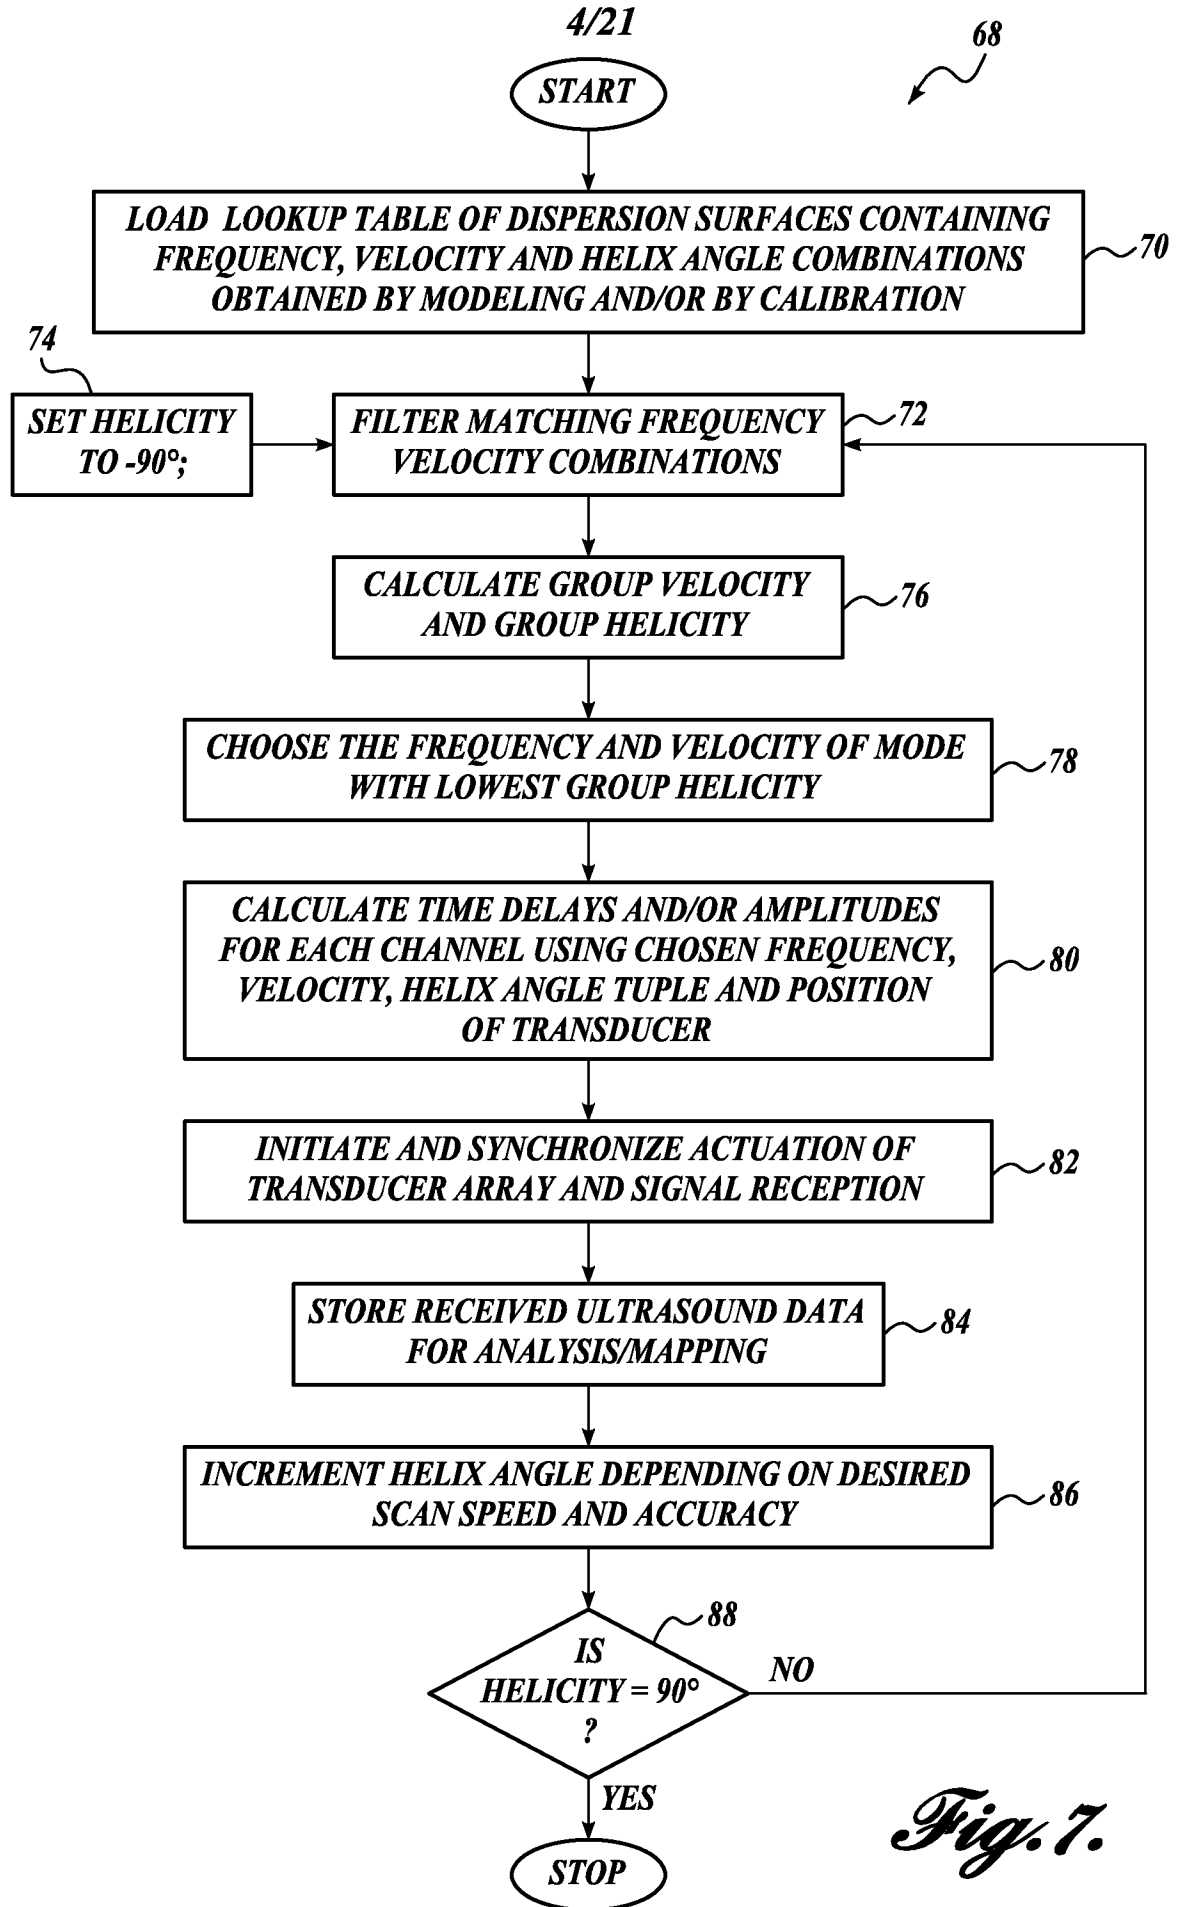 4/21
68
START
LOAD LOOKUP TABLE OF DISPERSION SURFACES CONTAINING
FREQUENCY, VELOCITY AND HELIX ANGLE COMBINATIONS
OBTAINED BY MODELING AND/OR BY CALIBRATION
70
74
SET HELICITY
TO -90°;
FILTER MATCHING FREQUENCY
VELOCITY COMBINATIONS
72
CALCULATE GROUP VELOCITY
AND GROUP HELICITY
76
CHOOSE THE FREQUENCY AND VELOCITY OF MODE
WITH LOWEST GROUP HELICITY
78
CALCULATE TIME DELAYS AND/OR AMPLITUDES
FOR EACH CHANNEL USING CHOSEN FREQUENCY,
VELOCITY, HELIX ANGLE TUPLE AND POSITION
OF TRANSDUCER
80
INITIATE AND SYNCHRONIZE ACTUATION OF
TRANSDUCER ARRAY AND SIGNAL RECEPTION
82
STORE RECEIVED ULTRASOUND DATA
FOR ANALYSIS/MAPPING
84
INCREMENT HELIX ANGLE DEPENDING ON DESIRED
SCAN SPEED AND ACCURACY
86
88
IS
HELICITY = 90°
?
NO
YES
STOP
Fig. 7.